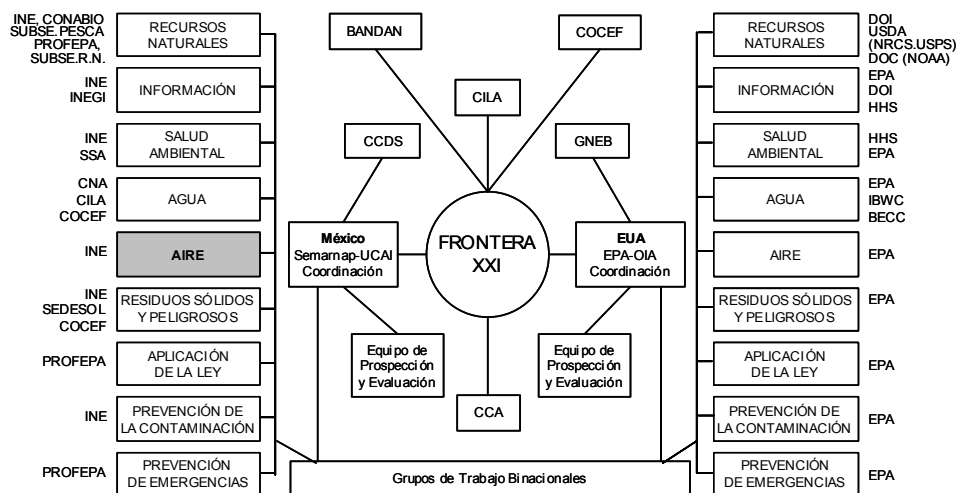 INE, CONABIO
SUBSE.PESCA
PROFEPA,
SUBSE.R.N.
RECURSOS
NATURALES
INE
INEGI
INFORMACIÓN
INE
SSA
SALUD
AMBIENTAL
CNA
CILA
COCEF
AGUA
INE
AIRE
INE
SEDESOL
COCEF
RESIDUOS SÓLIDOS
Y PELIGROSOS
PROFEPA
APLICACIÓN
DE LA LEY
INE
PREVENCIÓN DE
LA CONTAMINACIÓN
PROFEPA
PREVENCIÓN
DE EMERGENCIAS
BANDAN
COCEF
CILA
CCDS
GNEB
México
Semarnap-UCAI
Coordinación
FRONTERA
XXI
EUA
EPA-OIA
Coordinación
Equipo de
Prospección
y Evaluación
Equipo de
Prospección
y Evaluación
CCA
Grupos de Trabajo Binacionales
RECURSOS
NATURALES
DOI
USDA
(NRCS.USPS)
DOC (NOAA)
INFORMACIÓN
EPA
DOI
HHS
SALUD
AMBIENTAL
HHS
EPA
AGUA
EPA
IBWC
BECC
AIRE
EPA
RESIDUOS SÓLIDOS
Y PELIGROSOS
EPA
APLICACIÓN
DE LA LEY
EPA
PREVENCIÓN DE
LA CONTAMINACIÓN
EPA
PREVENCIÓN
DE EMERGENCIAS
EPA